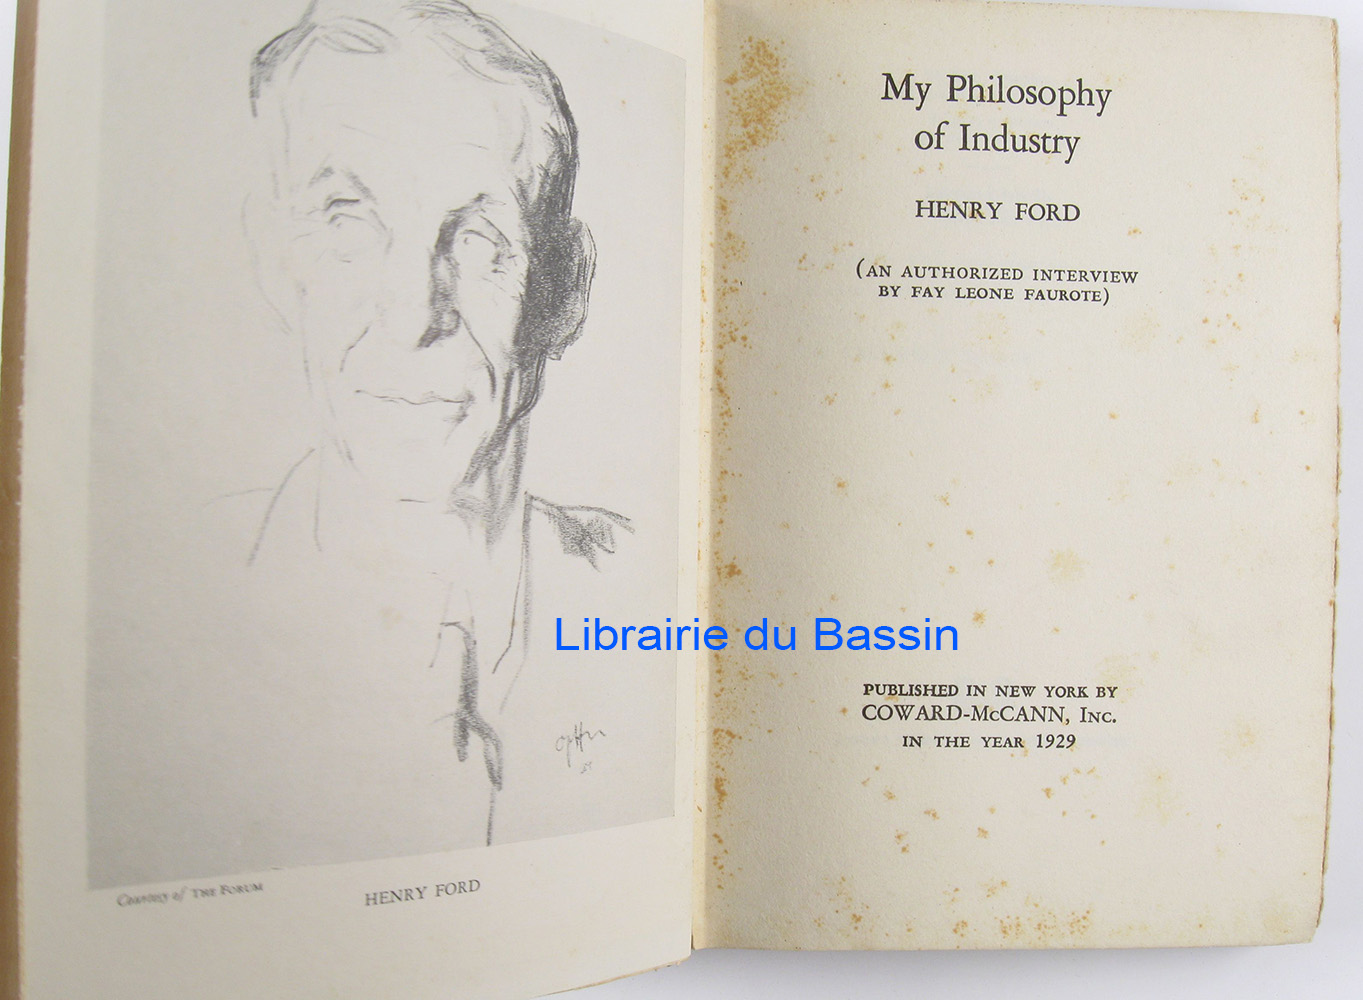 Courtesy of THE FORUM
HENRY FORD
My Philosophy
of Industry
HENRY FORD
(AN AUTHORIZED INTERVIEW
BY FAY LEONE FAUROTE)
Librairie du Bassin
PUBLISHED IN NEW YORK BY
COWARD-McCANN, INC.
IN THE YEAR 1929